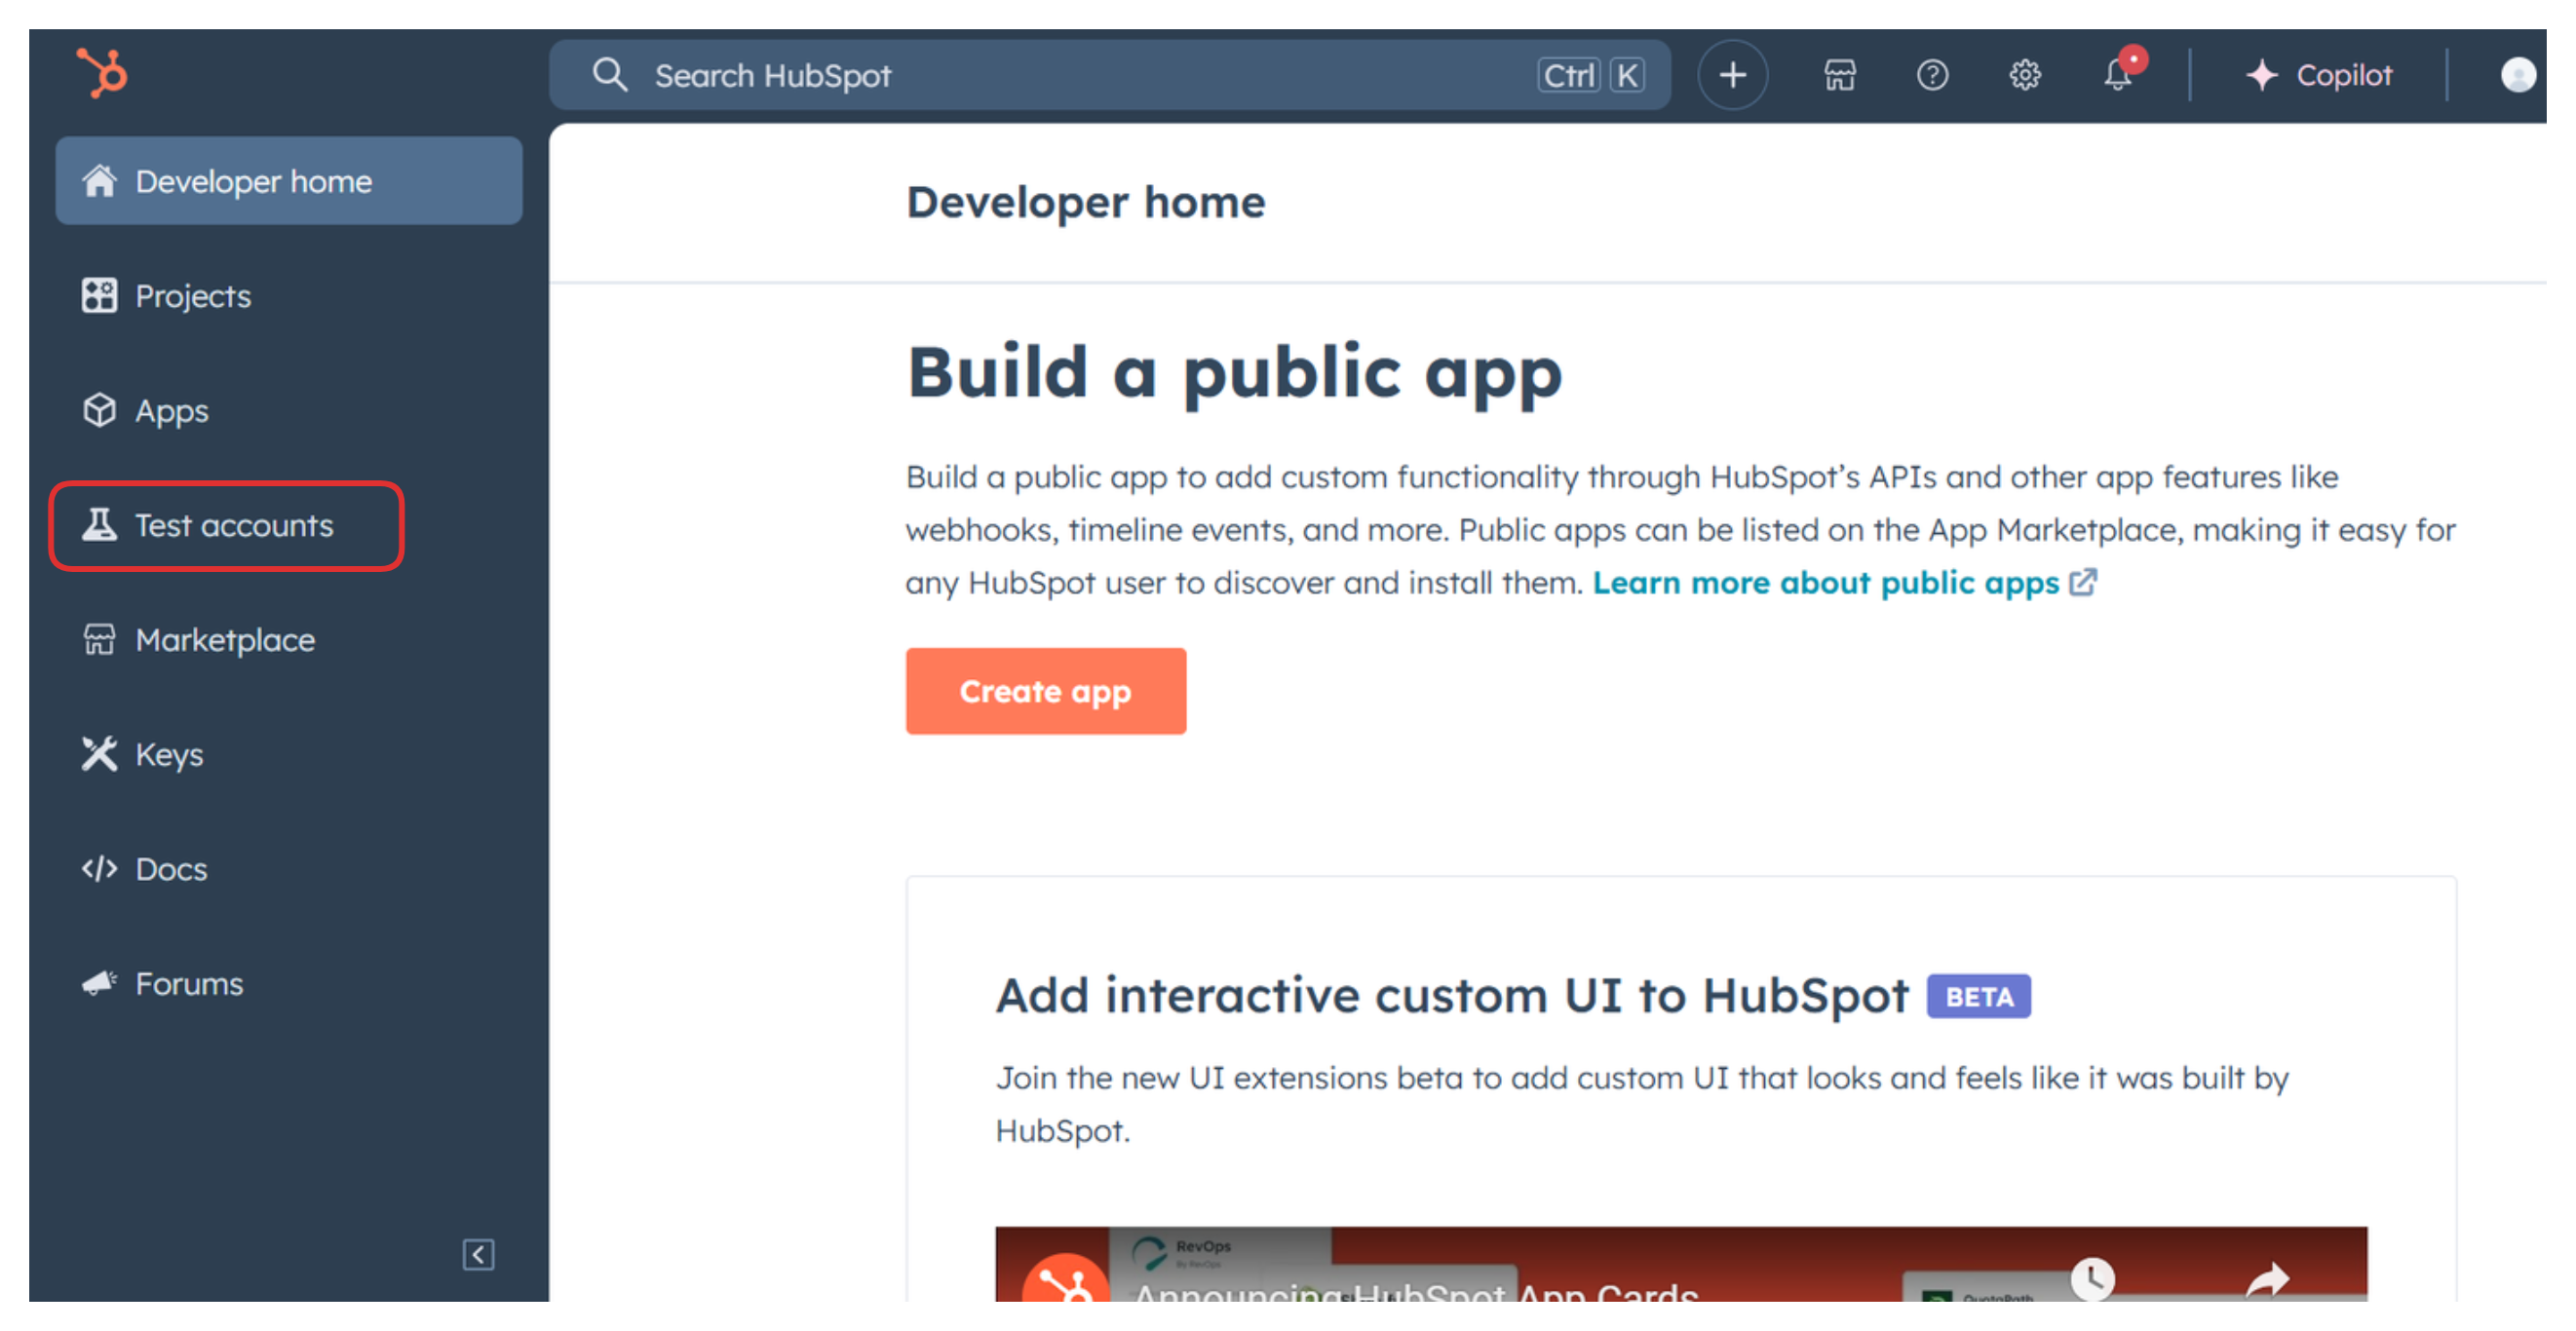 Search HubSpot
Ctrl K
Copilot
Developer home
Projects
Apps
Test accounts
Marketplace
Keys
Docs
Forums
Developer home
Build a public app
Build a public app to add custom functionality through HubSpot’s APIs and other app features like
webhooks, timeline events, and more. Public apps can be listed on the App Marketplace, making it easy for
any HubSpot user to discover and install them. Learn more about public apps
Create app
Add interactive custom UI to HubSpot BETA
Join the new UI extensions beta to add custom UI that looks and feels like it was built by
HubSpot.
RevOps
By RevOps
Announcing HubSpot App Cards
QuotaPath